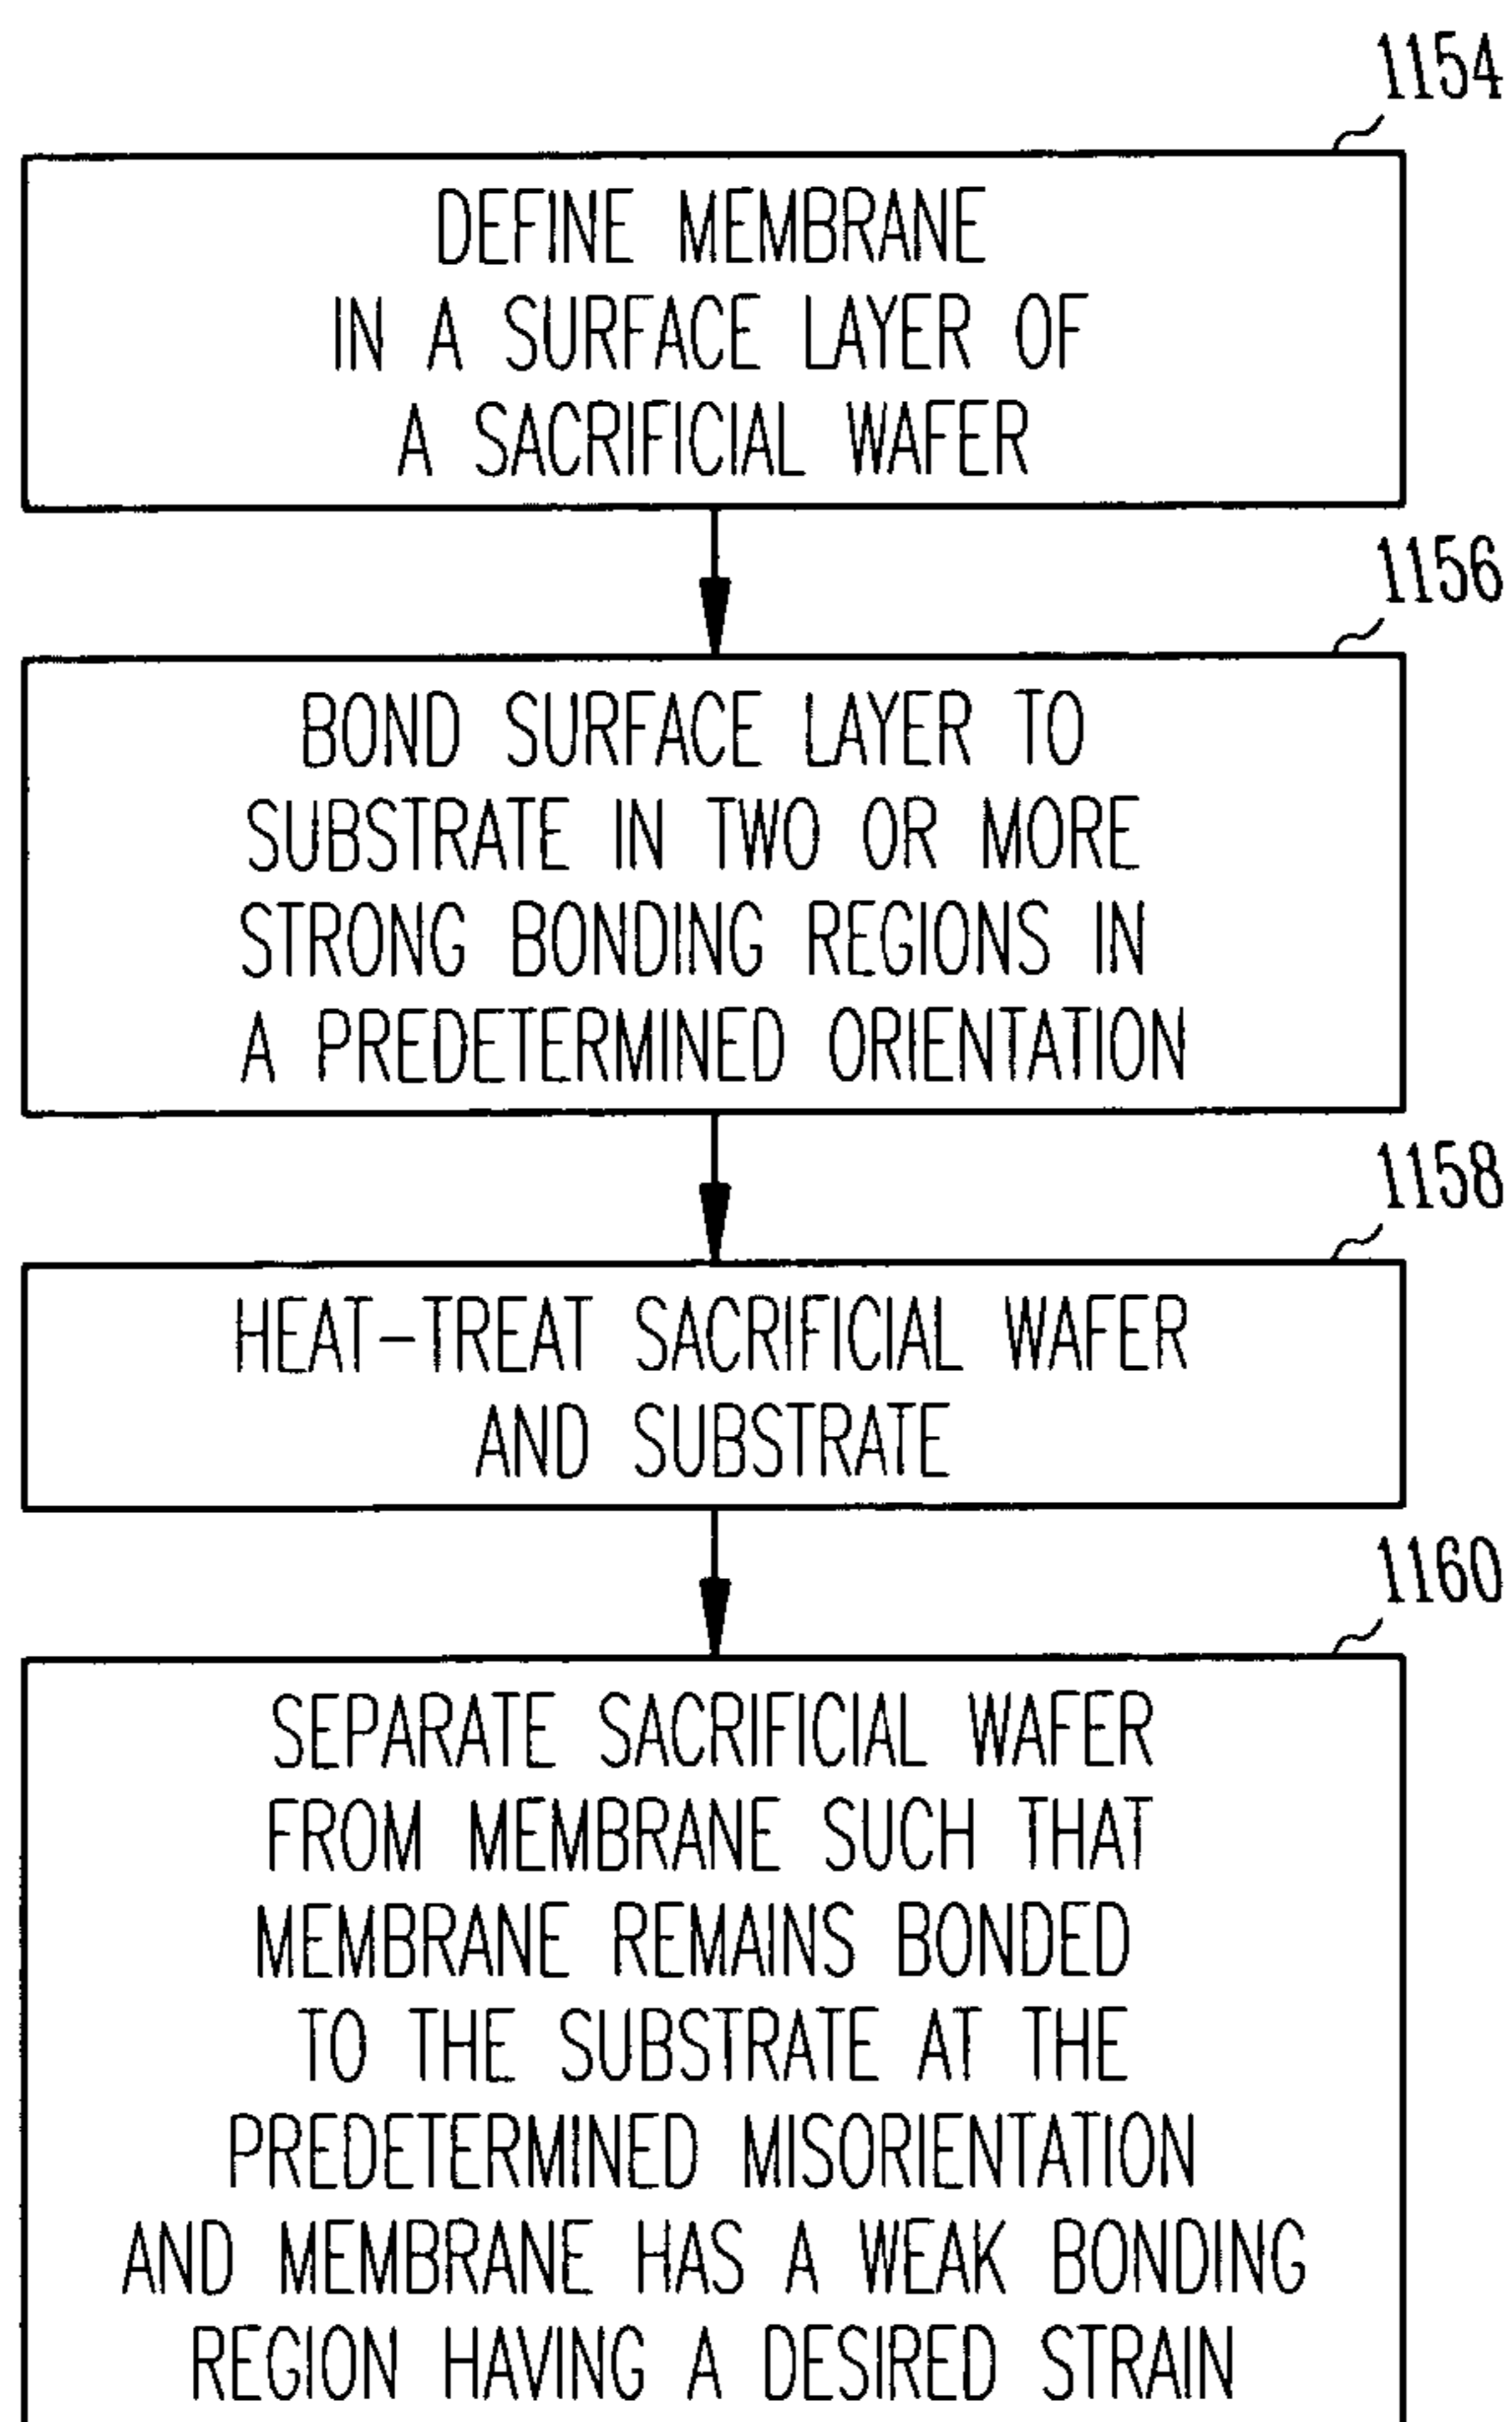 1154
DEFINE MEMBRANE
IN A SURFACE LAYER OF
A SACRIFICIAL WAFER
1156
BOND SURFACE LAYER TO
SUBSTRATE IN TWO OR MORE
STRONG BONDING REGIONS IN
A PREDETERMINED ORIENTATION
1158
HEAT-TREAT SACRIFICIAL WAFER
AND SUBSTRATE
1160
SEPARATE SACRIFICIAL WAFER
FROM MEMBRANE SUCH THAT
MEMBRANE REMAINS BONDED
TO THE SUBSTRATE AT THE
PREDETERMINED MISORIENTATION
AND MEMBRANE HAS A WEAK BONDING
REGION HAVING A DESIRED STRAIN